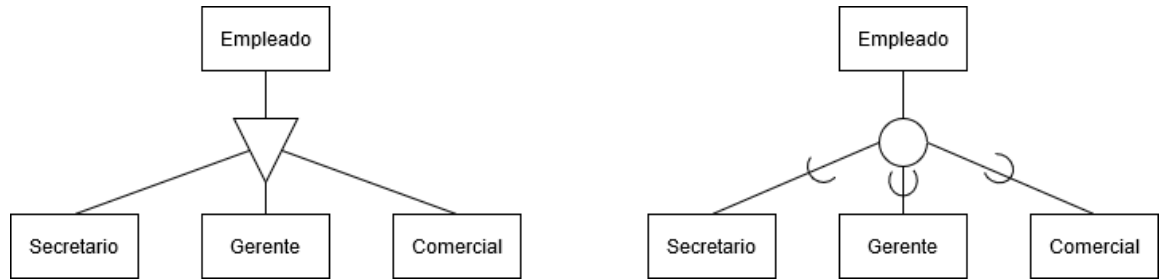 Empleado
Secretario
Gerente
Comercial
Empleado
Secretario
Gerente
Comercial